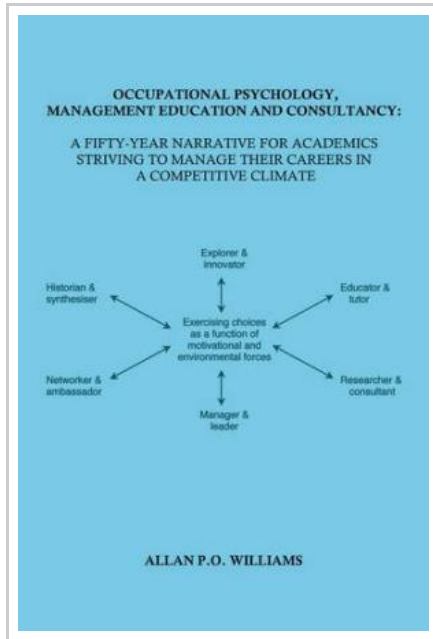 OCCUPATIONAL PSYCHOLOGY,
MANAGEMENT EDUCATION AND CONSULTANCY:
A FIFTY-YEAR NARRATIVE FOR ACADEMICS
STRIVING TO MANAGE THEIR CAREERS IN
A COMPETITIVE CLIMATE
Explorer &
innovator
Historian &
synthesiser
Educator &
tutor
Exercising choices
as a function of
motivational and
environmental forces
Networker &
ambassador
Researcher &
consultant
Manager &
leader
ALLAN P.O. WILLIAMS